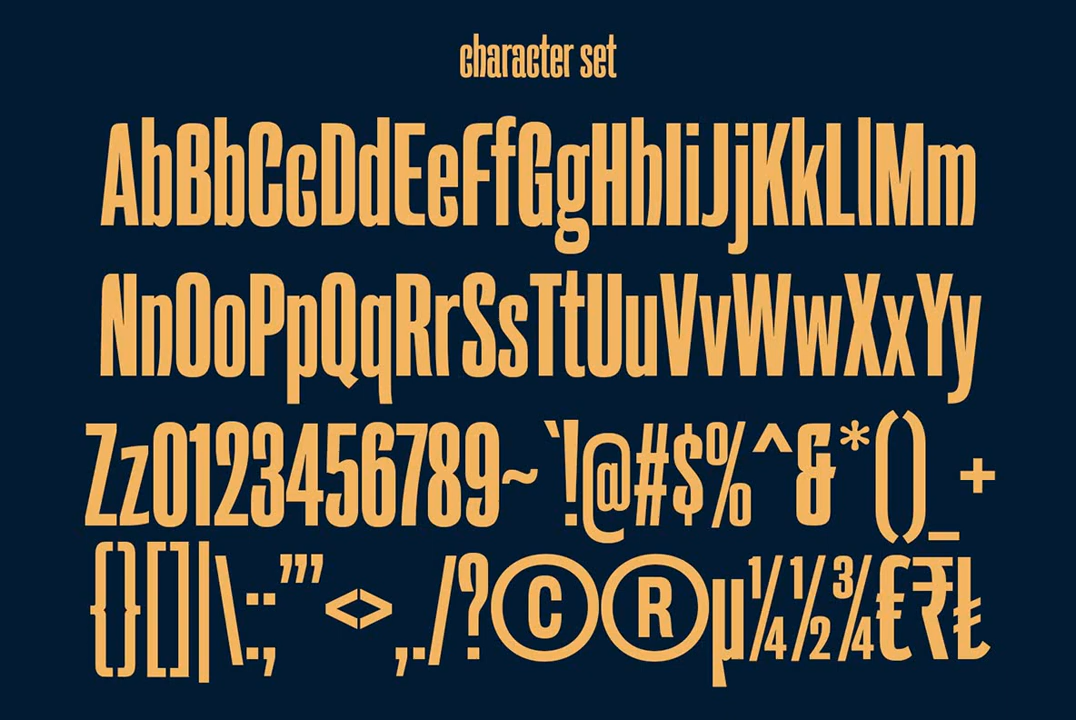 character set
AbBbCcDdEeFfGgHhIiJjKkLlMm
NnOoPpQqRrSsTtUuVvWwXxYy
Zz0123456789~`!@#$%^&*()_+
{}[]|\:;”’<>,./?©®µ¼½¾€₹₺